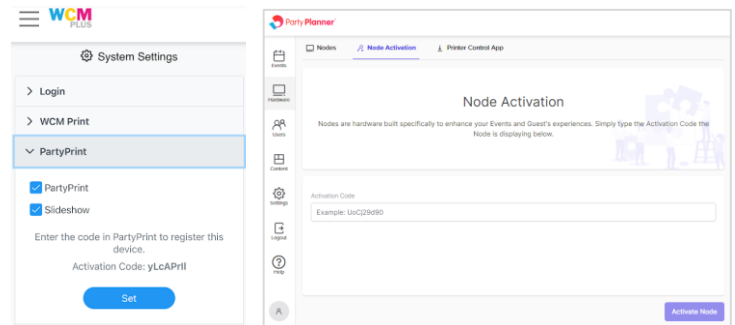 WCM
PLUS
System Settings
Login
WCM Print
PartyPrint
PartyPrint
Slideshow
Enter the code in PartyPrint to register this
device.
Activation Code: yLcAPrII
Set
Party Planner
Events
Hardware
Users
Content
Settings
Logout
Help
Nodes Node Activation Printer Control App
Node Activation
Nodes are hardware built specifically to enhance your Events and Guest's experiences. Simply type the Activation Code the
Node is displaying below.
Activation Code
Example: UoCj29d90
Activate Node